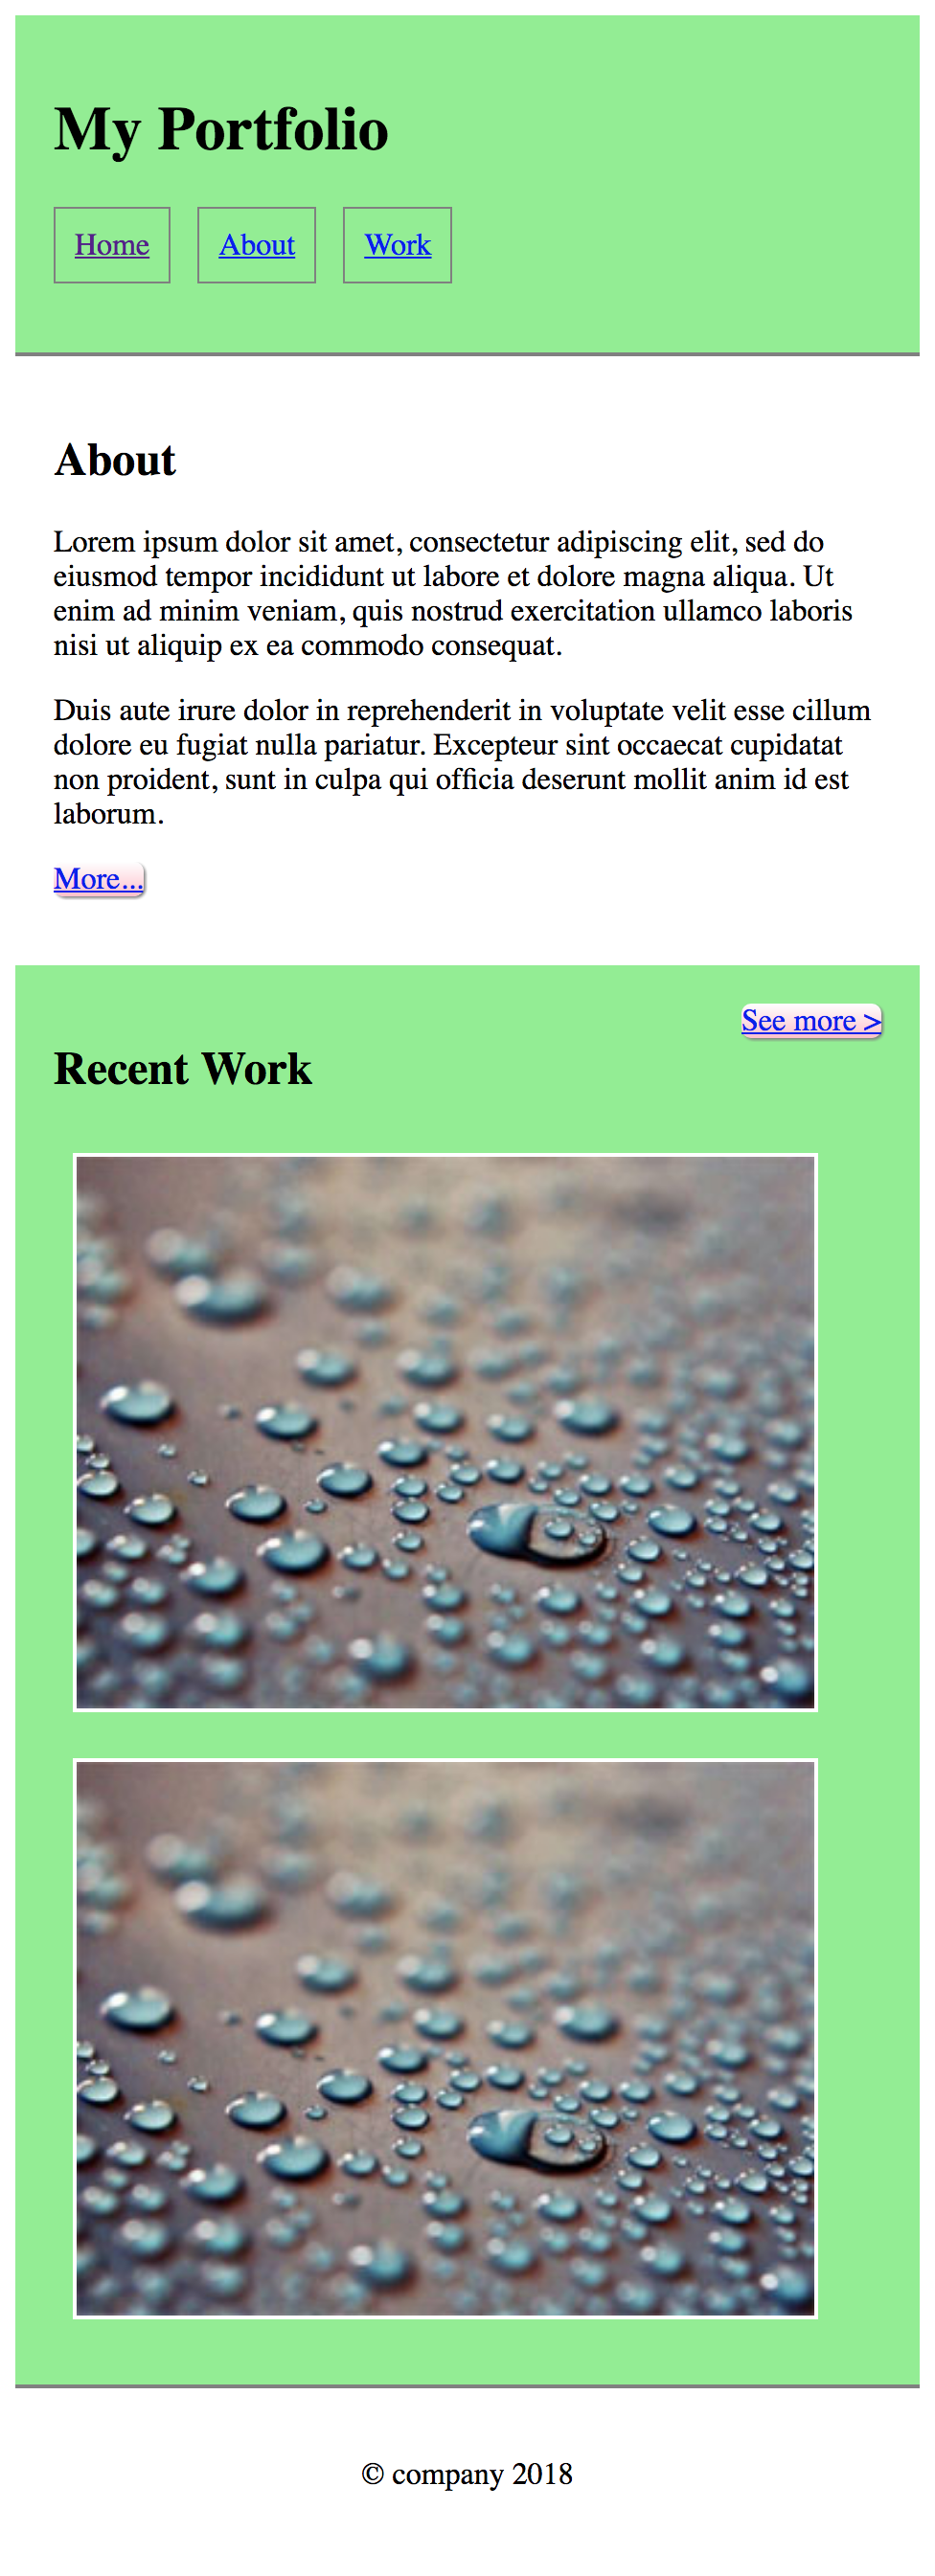 My Portfolio
Home About Work
About
Lorem ipsum dolor sit amet, consectetur adipiscing elit, sed do
eiusmod tempor incididunt ut labore et dolore magna aliqua. Ut
enim ad minim veniam, quis nostrud exercitation ullamco laboris
nisi ut aliquip ex ea commodo consequat.
Duis aute irure dolor in reprehenderit in voluptate velit esse cillum
dolore eu fugiat nulla pariatur. Excepteur sint occaecat cupidatat
non proident, sunt in culpa qui officia deserunt mollit anim id est
laborum.
More...
See more >
Recent Work
© company 2018